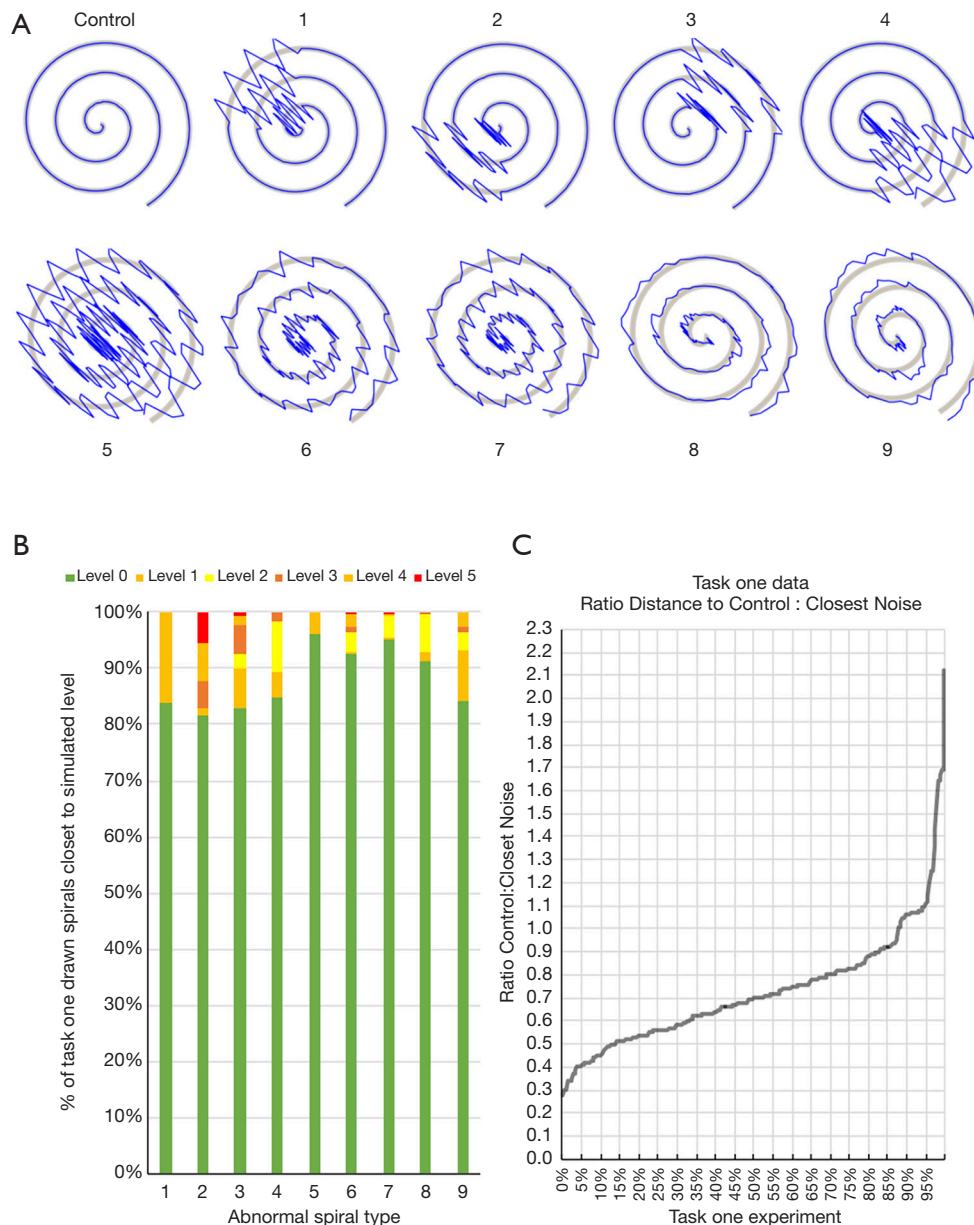 A
Control 1 2 3 4
5 6 7 8 9
B
Level 0 Level 1 Level 2 Level 3 Level 4 Level 5
% of task one drawn spirals closet to simulated level
100%
90%
80%
70%
60%
50%
40%
30%
20%
10%
0%
1 2 3 4 5 6 7 8 9
Abnormal spiral type
C
Task one data
Ratio Distance to Control : Closest Noise
Ratio Control:Closet Noise
2.3
2.2
2.1
2.0
1.9
1.8
1.7
1.6
1.5
1.4
1.3
1.2
1.1
1.0
0.9
0.8
0.7
0.6
0.5
0.4
0.3
0.2
0.1
0.0
0% 5% 10% 15% 20% 25% 30% 35% 40% 45% 50% 55% 60% 65% 70% 75% 80% 85% 90% 95%
Task one experiment